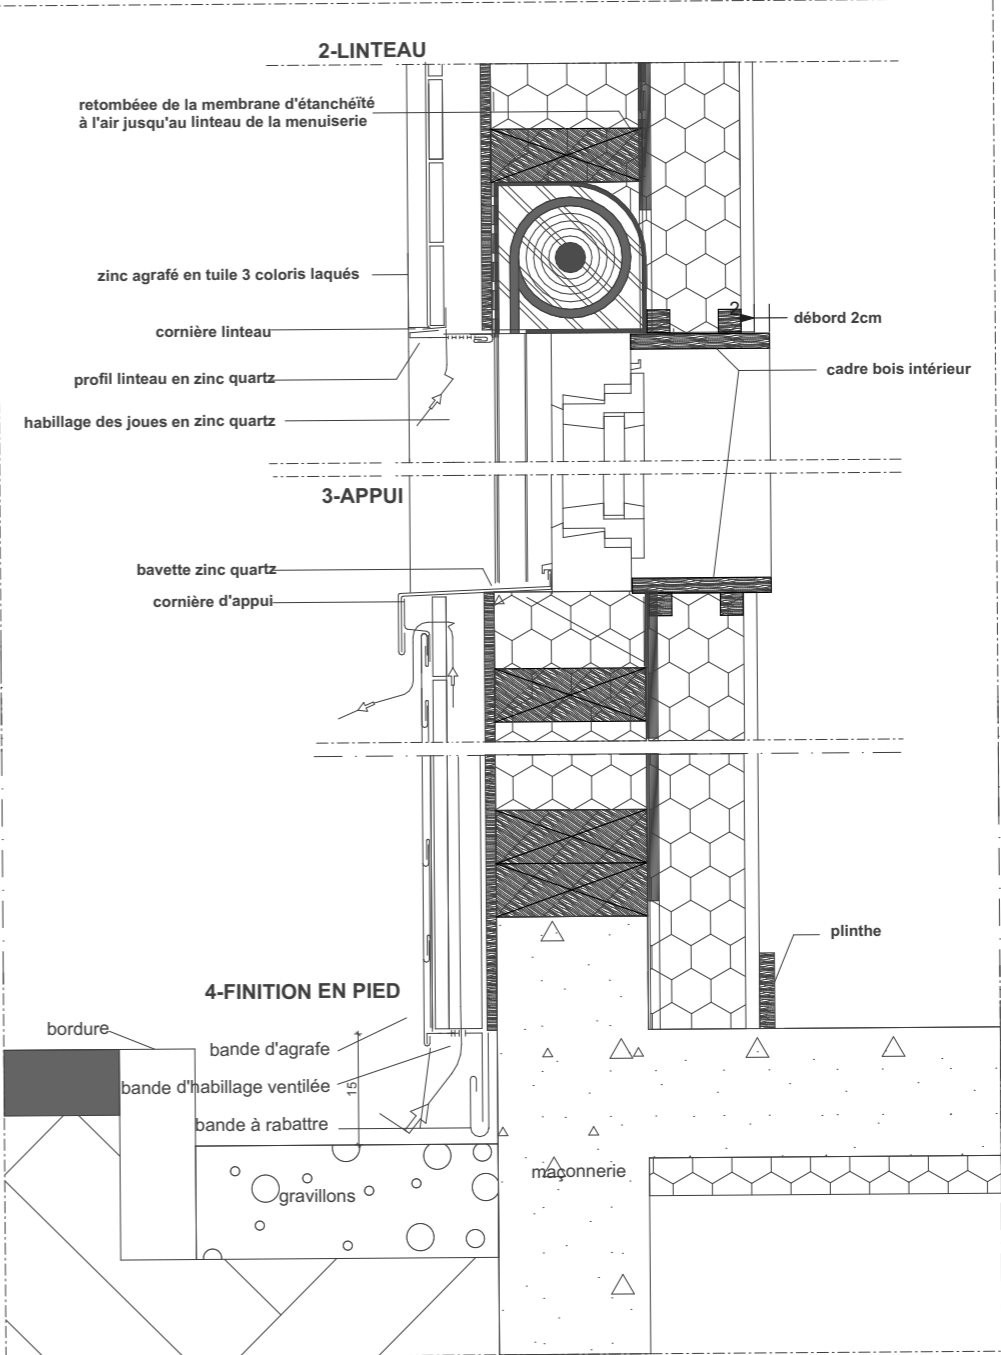 2-LINTEAU
retombéee de la membrane d'étanchéïté
à l'air jusqu'au linteau de la menuiserie
zinc agrafé en tuile 3 coloris laqués
2
débord 2cm
cornière linteau
cadre bois intérieur
profil linteau en zinc quartz
habillage des joues en zinc quartz
3-APPUI
bavette zinc quartz
cornière d'appui
plinthe
4-FINITION EN PIED
bordure
bande d'agrafe
bande d'habillage ventilée
15
bande à rabattre
maçonnerie
gravillons